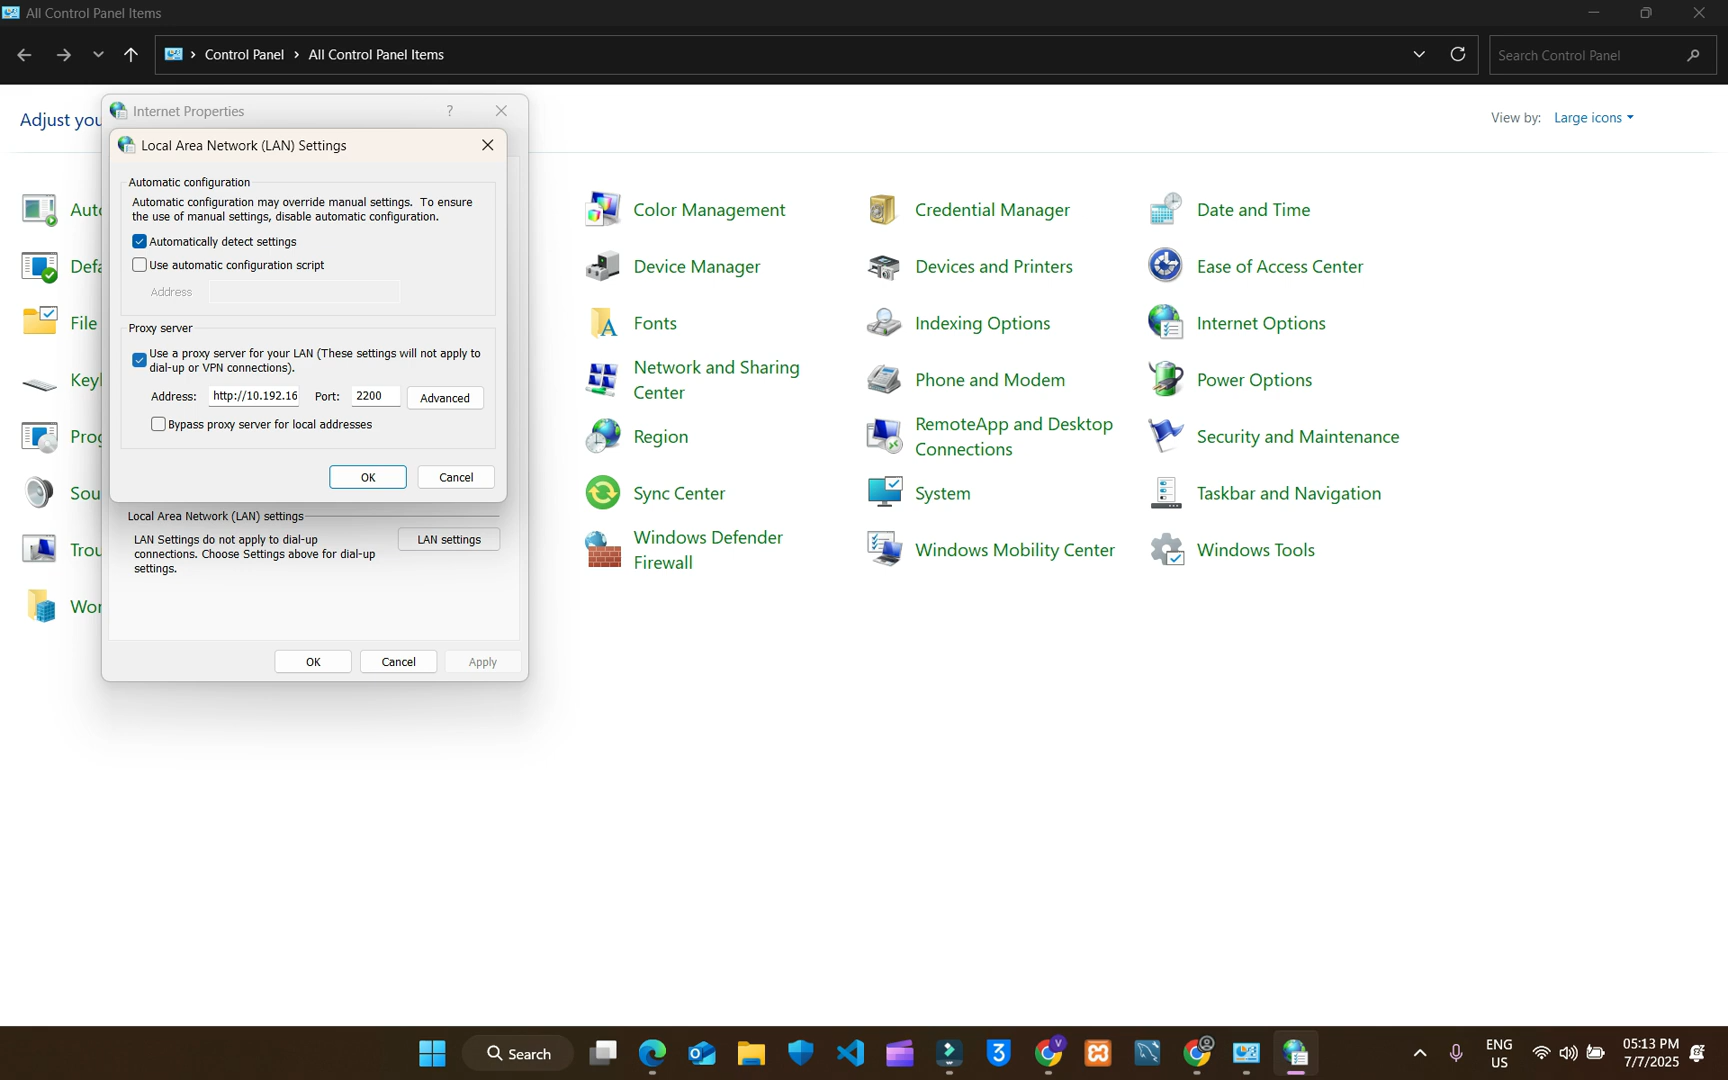 All Control Panel Items
Control Panel › All Control Panel Items
Search Control Panel
Adjust you
View by: Large icons
Internet Properties
?
Local Area Network (LAN) Settings
Automatic configuration
Automatic configuration may override manual settings. To ensure
the use of manual settings, disable automatic configuration.
Automatically detect settings
Use automatic configuration script
Address
Proxy server
Use a proxy server for your LAN (These settings will not apply to
dial-up or VPN connections).
Address: http://10.192.16 Port: 2200 Advanced
Bypass proxy server for local addresses
OK Cancel
Local Area Network (LAN) settings
LAN Settings do not apply to dial-up
connections. Choose Settings above for dial-up
settings.
LAN settings
OK Cancel Apply
Auto
Defa
File
Keyl
Prog
Sou
Trou
Wor
Color Management
Credential Manager
Date and Time
Device Manager
Devices and Printers
Ease of Access Center
Fonts
Indexing Options
Internet Options
Network and Sharing
Center
Phone and Modem
Power Options
Region
RemoteApp and Desktop
Connections
Security and Maintenance
Sync Center
System
Taskbar and Navigation
Windows Defender
Firewall
Windows Mobility Center
Windows Tools
Search
ENG
US
05:13 PM
7/7/2025